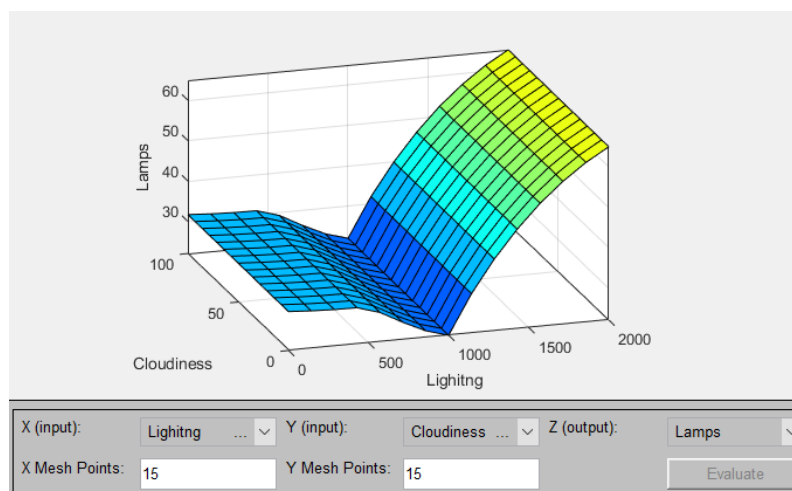 60
50
40
30
Lamps
100
50
0
Cloudiness
0
500
1000
1500
2000
Lighitng
X (input): Lighitng ... Y (input): Cloudiness ... Z (output): Lamps
X Mesh Points: 15 Y Mesh Points: 15 Evaluate